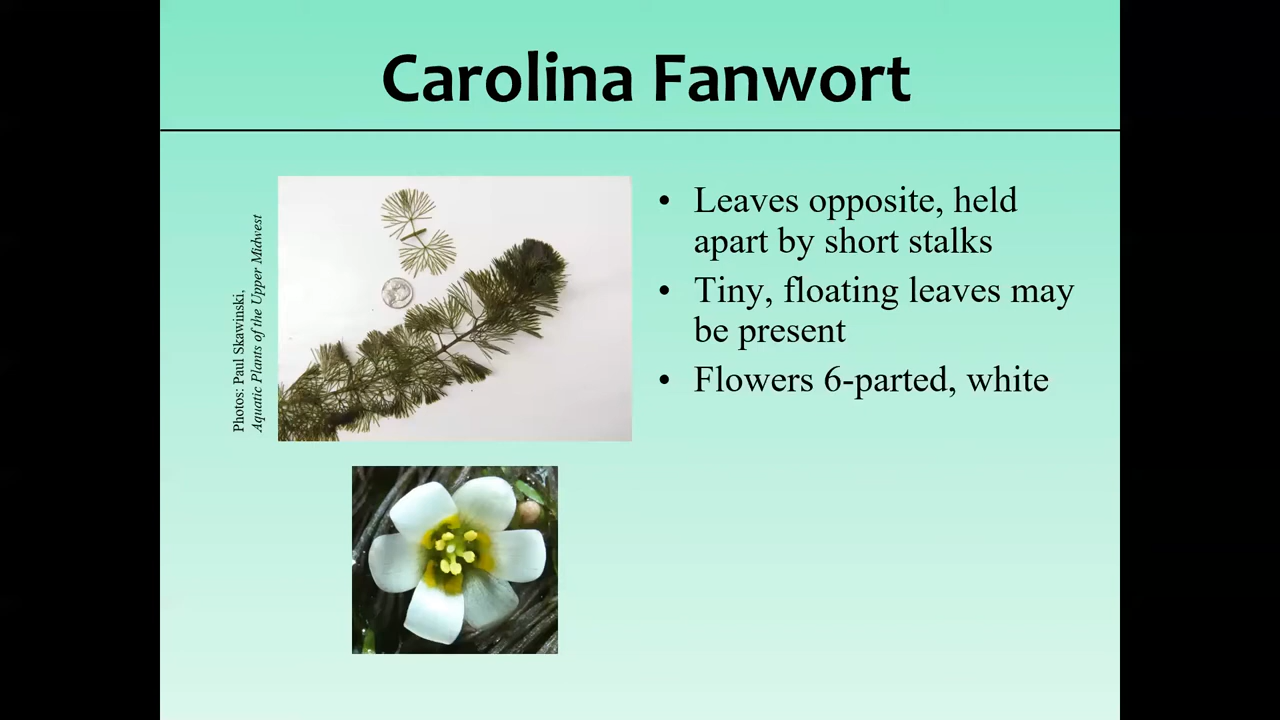 Carolina Fanwort
Photos: Paul Skawinski,
Aquatic Plants of the Upper Midwest
• Leaves opposite, held
apart by short stalks
• Tiny, floating leaves may
be present
• Flowers 6-parted, white